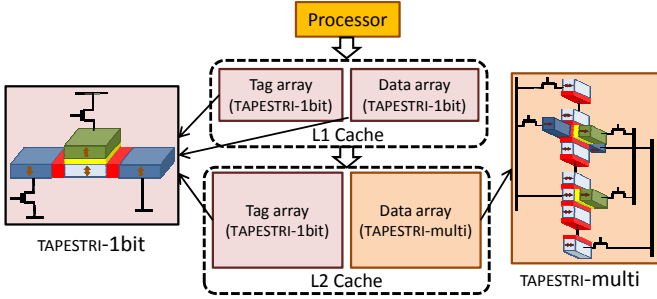 Processor
Tag array
(TAPESTRI-1bit)
Data array
(TAPESTRI-1bit)
L1 Cache
Tag array
(TAPESTRI-1bit)
Data array
(TAPESTRI-multi)
L2 Cache
TAPESTRI-1bit
TAPESTRI-multi